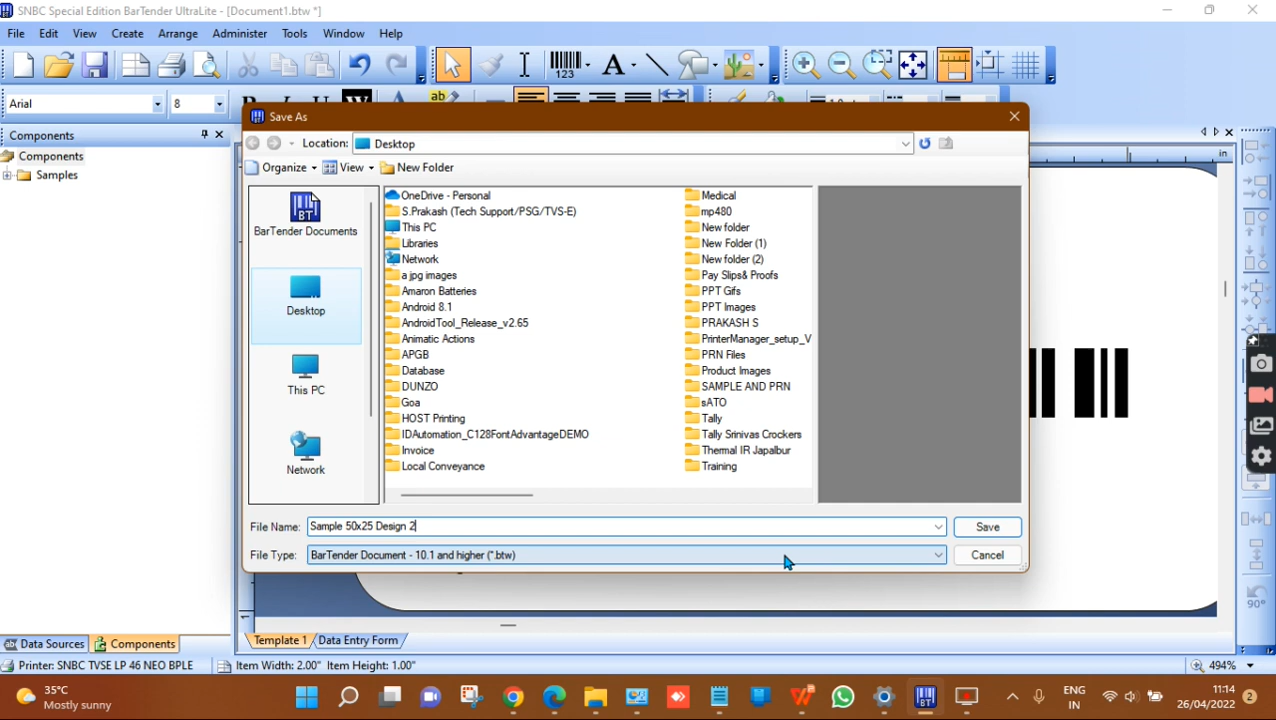 SNBC Special Edition BarTender UltraLite - [Document1.btw *]
File Edit View Create Arrange Administer Tools Window Help
123
Arial 8
ab
Components
Components
Samples
in
Save As
Location: Desktop
Organize View New Folder
BarTender Documents
Desktop
This PC
Network
OneDrive - Personal
S.Prakash (Tech Support/PSG/TVS-E)
This PC
Libraries
Network
a jpg images
Amaron Batteries
Android 8.1
AndroidTool_Release_v2.65
Animatic Actions
APGB
Database
DUNZO
Goa
HOST Printing
IDAutomation_C128FontAdvantageDEMO
Invoice
Local Conveyance
Medical
mp480
New folder
New Folder (1)
New folder (2)
Pay Slips& Proofs
PPT Gifs
PPT Images
PRAKASH S
PrinterManager_setup_V
PRN Files
Product Images
SAMPLE AND PRN
sATO
Tally
Tally Srinivas Crockers
Thermal IR Japalbur
Training
File Name: Sample 50x25 Design 2 Save
File Type: BarTender Document - 10.1 and higher (*.btw) Cancel
90°
Template 1 Data Entry Form
Data Sources Components
Printer: SNBC TVSE LP 46 NEO BPLE Item Width: 2.00" Item Height: 1.00" 494%
35°C
Mostly sunny
ENG
IN
11:14
26/04/2022
2